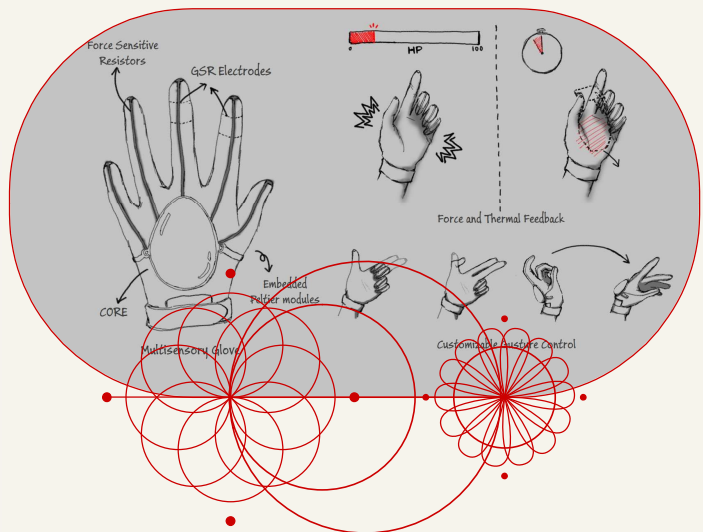 Force Sensitive
Resistors
GSR Electrodes
CORE
Embedded
Peltier modules
Multisensory Glove
0
HP
100
Force and Thermal Feedback
Customizable Gusture Control